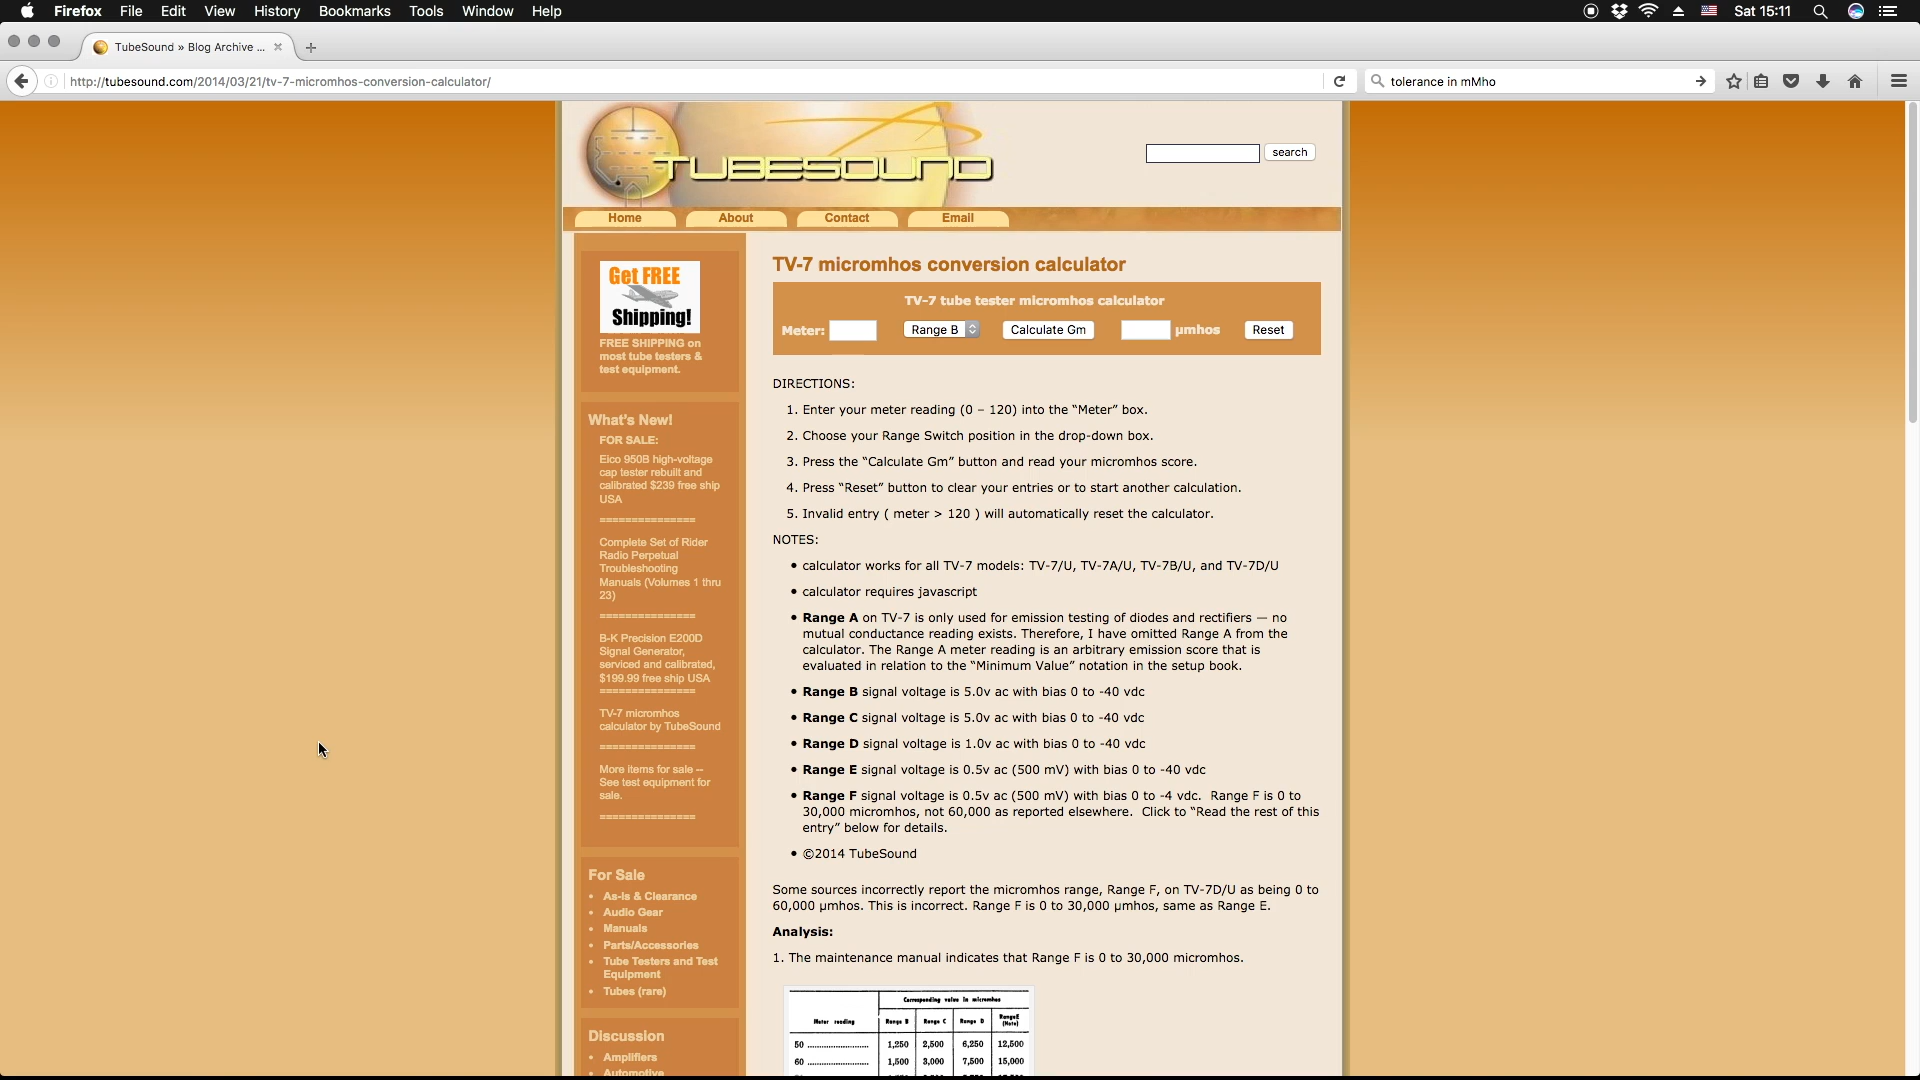 Firefox File Edit View History Bookmarks Tools Window Help Sat 15:11
TubeSound » Blog Archive ...
http://tubesound.com/2014/03/21/tv-7-micromhos-conversion-calculator/ tolerance in mMho
TUBESOUND
search
Home About Contact Email
Get FREE
Shipping!
FREE SHIPPING on
most tube testers &
test equipment.
What's New!
FOR SALE:
Eico 950B high-voltage
cap tester rebuilt and
calibrated $239 free ship
USA
===============
Complete Set of Rider
Radio Perpetual
Troubleshooting
Manuals (Volumes 1 thru
23)
===============
B-K Precision E200D
Signal Generator,
serviced and calibrated,
$199.99 free ship USA
===============
TV-7 micromhos
calculator by TubeSound
===============
More items for sale --
See test equipment for
sale.
===============
For Sale
• As-Is & Clearance
• Audio Gear
• Manuals
• Parts/Accessories
• Tube Testers and Test
Equipment
• Tubes (rare)
Discussion
• Amplifiers
• Automotive
TV-7 micromhos conversion calculator
TV-7 tube tester micromhos calculator
Meter: Range B Calculate Gm µmhos Reset
DIRECTIONS:
1. Enter your meter reading (0 – 120) into the “Meter” box.
2. Choose your Range Switch position in the drop-down box.
3. Press the “Calculate Gm” button and read your micromhos score.
4. Press “Reset” button to clear your entries or to start another calculation.
5. Invalid entry ( meter > 120 ) will automatically reset the calculator.
NOTES:
• calculator works for all TV-7 models: TV-7/U, TV-7A/U, TV-7B/U, and TV-7D/U
• calculator requires javascript
• Range A on TV-7 is only used for emission testing of diodes and rectifiers — no
mutual conductance reading exists. Therefore, I have omitted Range A from the
calculator. The Range A meter reading is an arbitrary emission score that is
evaluated in relation to the “Minimum Value” notation in the setup book.
• Range B signal voltage is 5.0v ac with bias 0 to -40 vdc
• Range C signal voltage is 5.0v ac with bias 0 to -40 vdc
• Range D signal voltage is 1.0v ac with bias 0 to -40 vdc
• Range E signal voltage is 0.5v ac (500 mV) with bias 0 to -40 vdc
• Range F signal voltage is 0.5v ac (500 mV) with bias 0 to -4 vdc. Range F is 0 to
30,000 micromhos, not 60,000 as reported elsewhere. Click to “Read the rest of this
entry” below for details.
• ©2014 TubeSound
Some sources incorrectly report the micromhos range, Range F, on TV-7D/U as being 0 to
60,000 µmhos. This is incorrect. Range F is 0 to 30,000 µmhos, same as Range E.
Analysis:
1. The maintenance manual indicates that Range F is 0 to 30,000 micromhos.
Corresponding value in micromhos
Meter reading Range B Range C Range D Range E (Note)
50 1,250 2,500 6,250 12,500
60 1,500 3,000 7,500 15,000